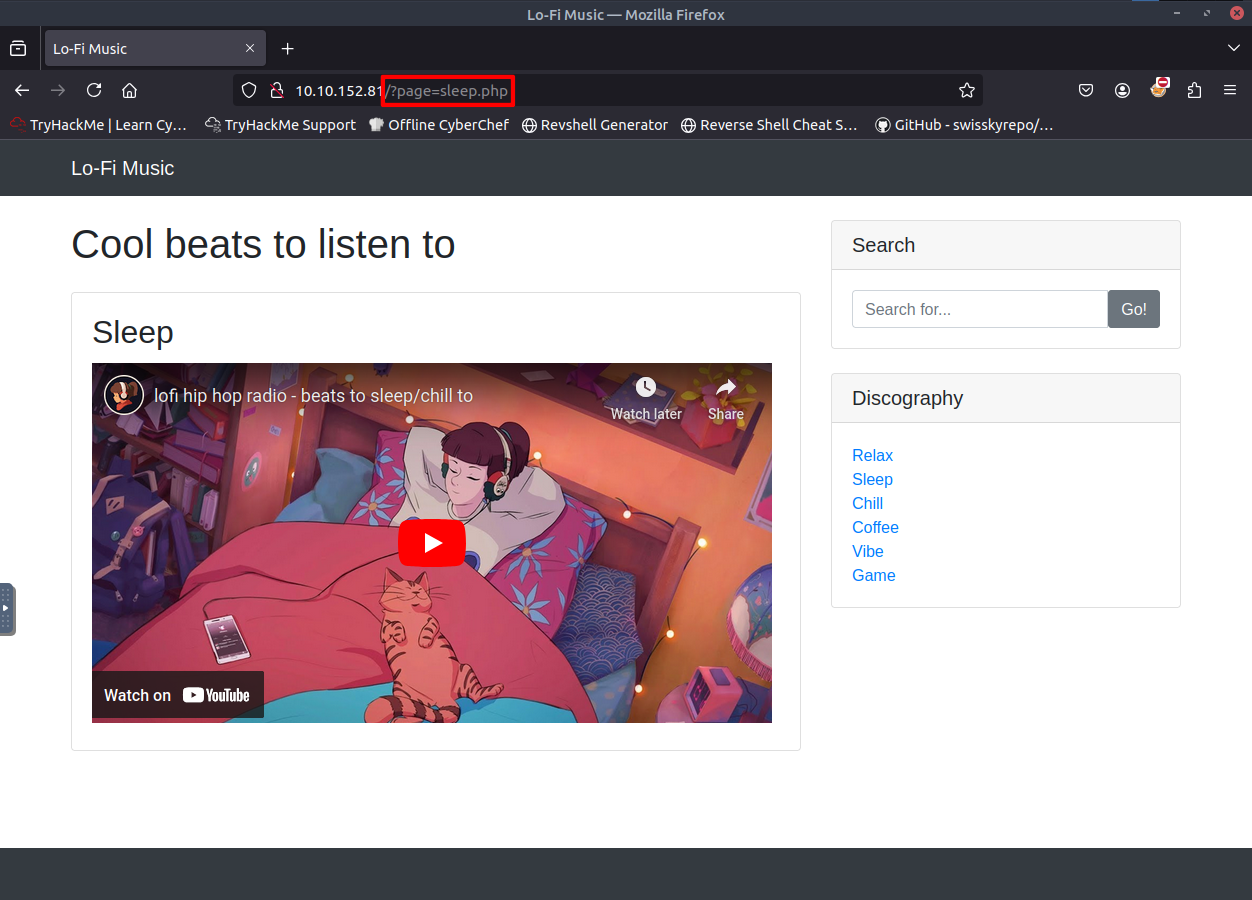 Lo-Fi Music — Mozilla Firefox
Lo-Fi Music
10.10.152.81/?page=sleep.php
TryHackMe | Learn Cy… TryHackMe Support Offline CyberChef Revshell Generator Reverse Shell Cheat S… GitHub - swisskyrepo/…
Lo-Fi Music
Cool beats to listen to
Sleep
lofi hip hop radio - beats to sleep/chill to
Watch later
Share
Watch on YouTube
Search
Search for...
Go!
Discography
Relax
Sleep
Chill
Coffee
Vibe
Game